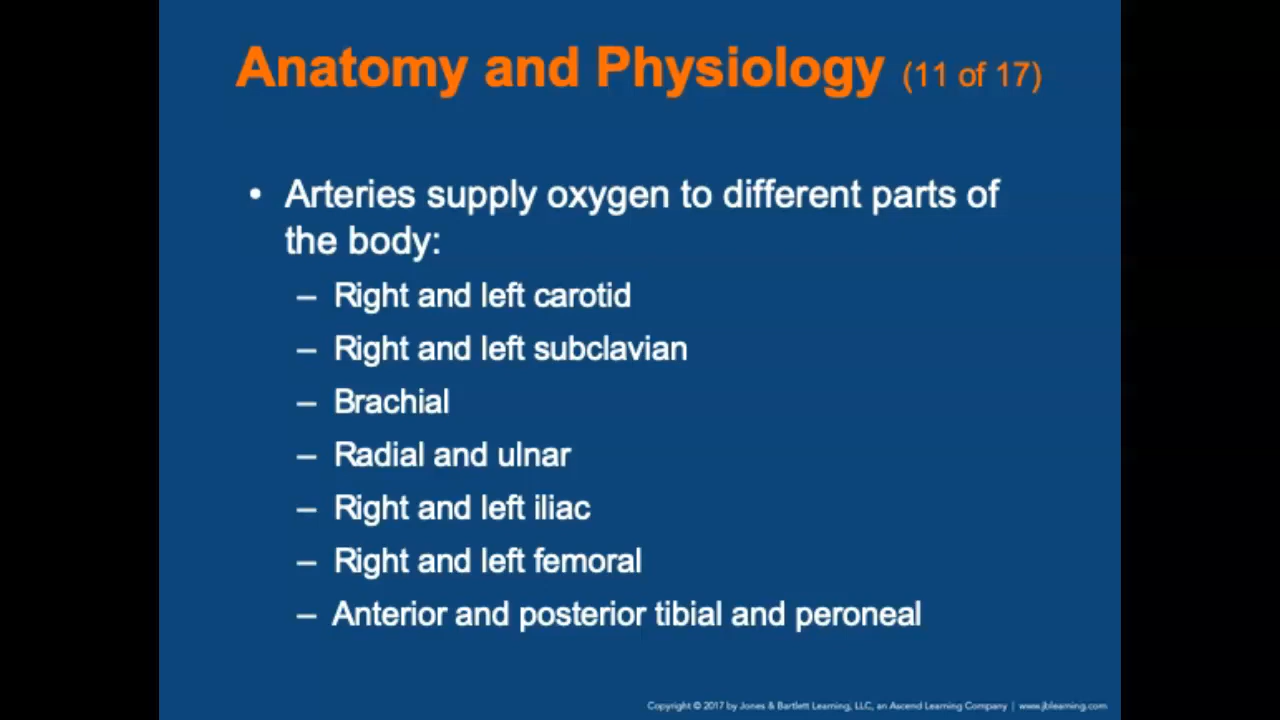 Anatomy and Physiology (11 of 17)
• Arteries supply oxygen to different parts of
the body:
– Right and left carotid
– Right and left subclavian
– Brachial
– Radial and ulnar
– Right and left iliac
– Right and left femoral
– Anterior and posterior tibial and peroneal
Copyright © 2017 by Jones & Bartlett Learning, LLC, an Ascend Learning Company | www.jblearning.com